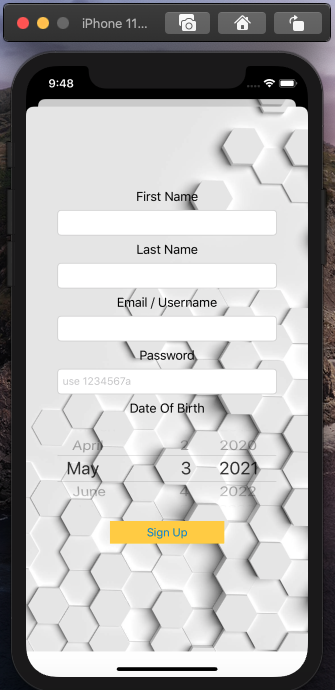 iPhone 11...
9:48
First Name
Last Name
Email / Username
Password
use 1234567a
Date Of Birth
April 2 2020
May 3 2021
June 4 2022
Sign Up